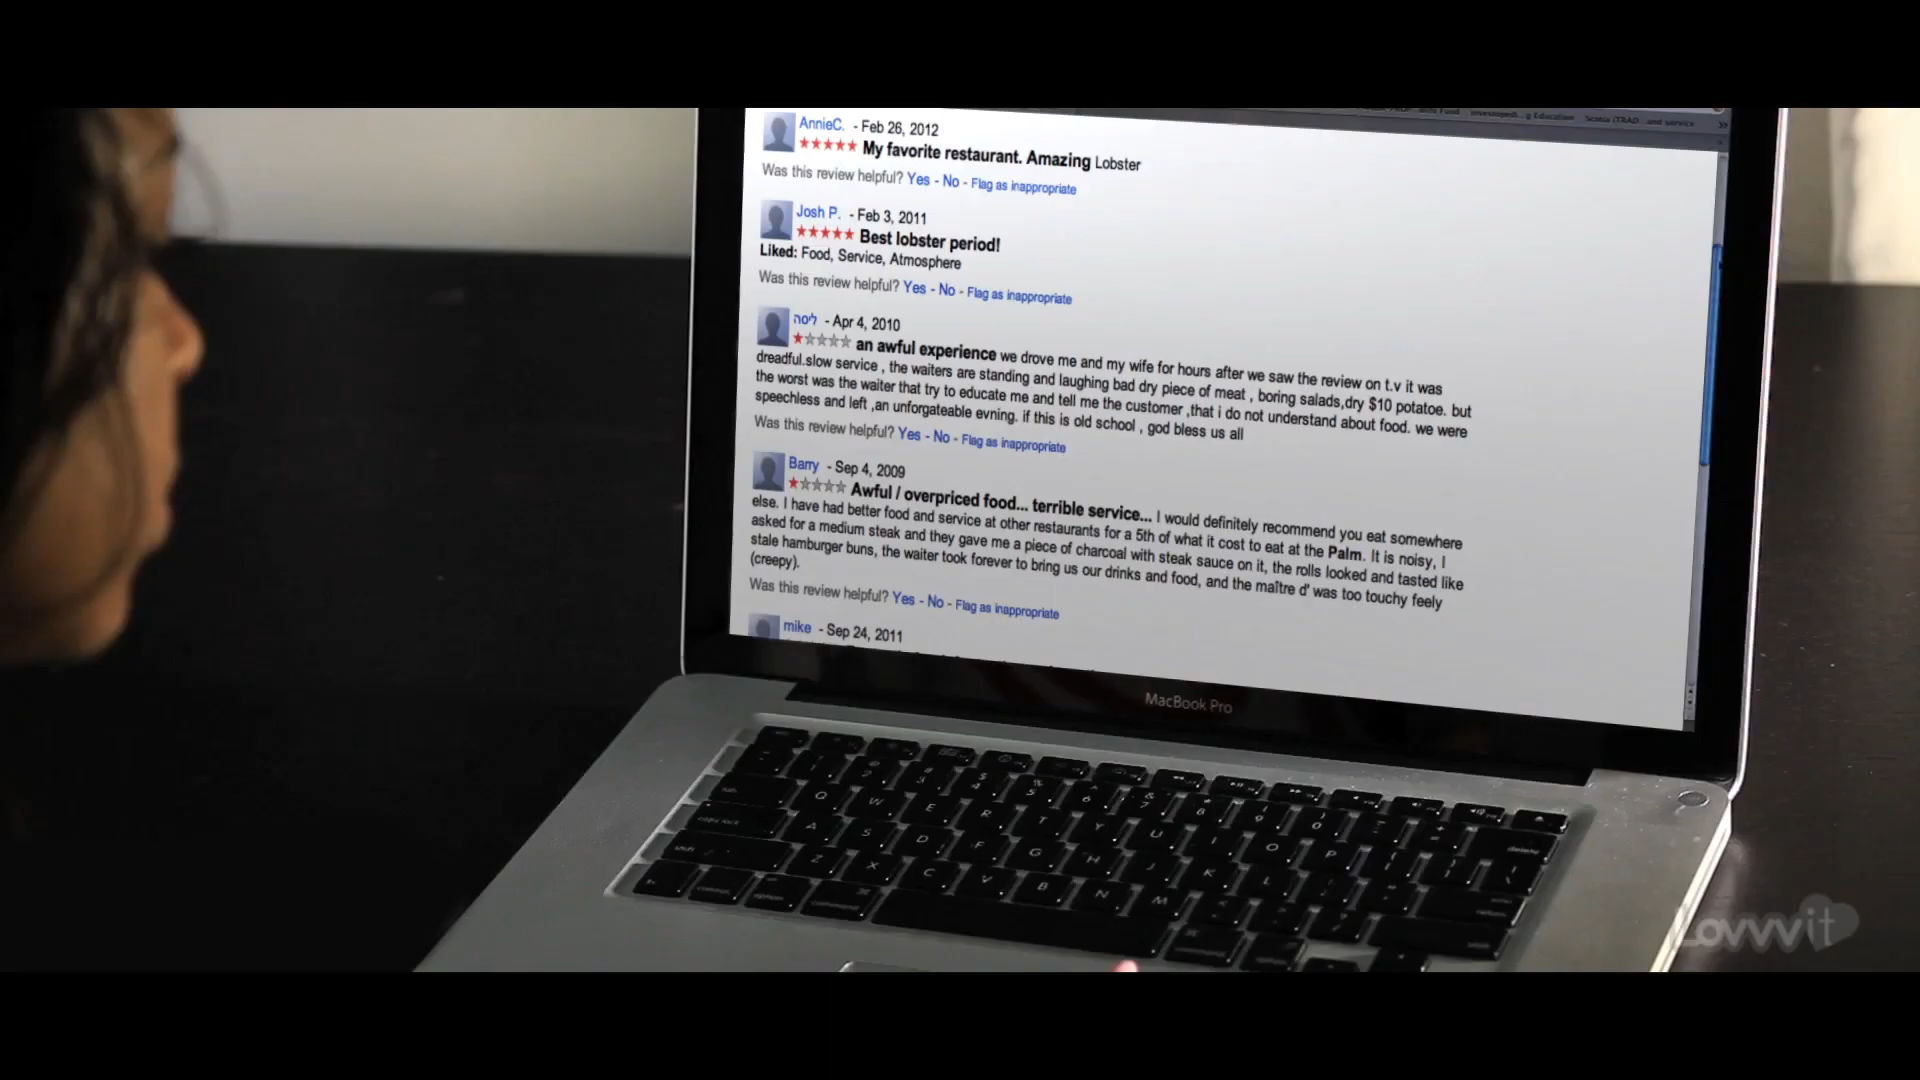 AnnieC. - Feb 26, 2012
★★★★★ My favorite restaurant. Amazing Lobster
Was this review helpful? Yes - No - Flag as inappropriate
Josh P. - Feb 3, 2011
★★★★★ Best lobster period!
Liked: Food, Service, Atmosphere
Was this review helpful? Yes - No - Flag as inappropriate
ליסה - Apr 4, 2010
★☆☆☆☆ an awful experience we drove me and my wife for hours after we saw the review on t.v it was
dreadful.slow service , the waiters are standing and laughing bad dry piece of meat , boring salads,dry $10 potatoe. but
the worst was the waiter that try to educate me and tell me the customer ,that i do not understand about food. we were
speechless and left ,an unforgateable evning. if this is old school , god bless us all
Was this review helpful? Yes - No - Flag as inappropriate
Barry - Sep 4, 2009
★☆☆☆☆ Awful / overpriced food... terrible service... I would definitely recommend you eat somewhere
else. I have had better food and service at other restaurants for a 5th of what it cost to eat at the Palm. It is noisy, I
asked for a medium steak and they gave me a piece of charcoal with steak sauce on it, the rolls looked and tasted like
stale hamburger buns, the waiter took forever to bring us our drinks and food, and the maître d' was too touchy feely
(creepy).
Was this review helpful? Yes - No - Flag as inappropriate
mike - Sep 24, 2011
MacBook Pro
Q W E R T Y U I O P
A S D F G H J K L
Z X C V B N M
delete
Lovvvit